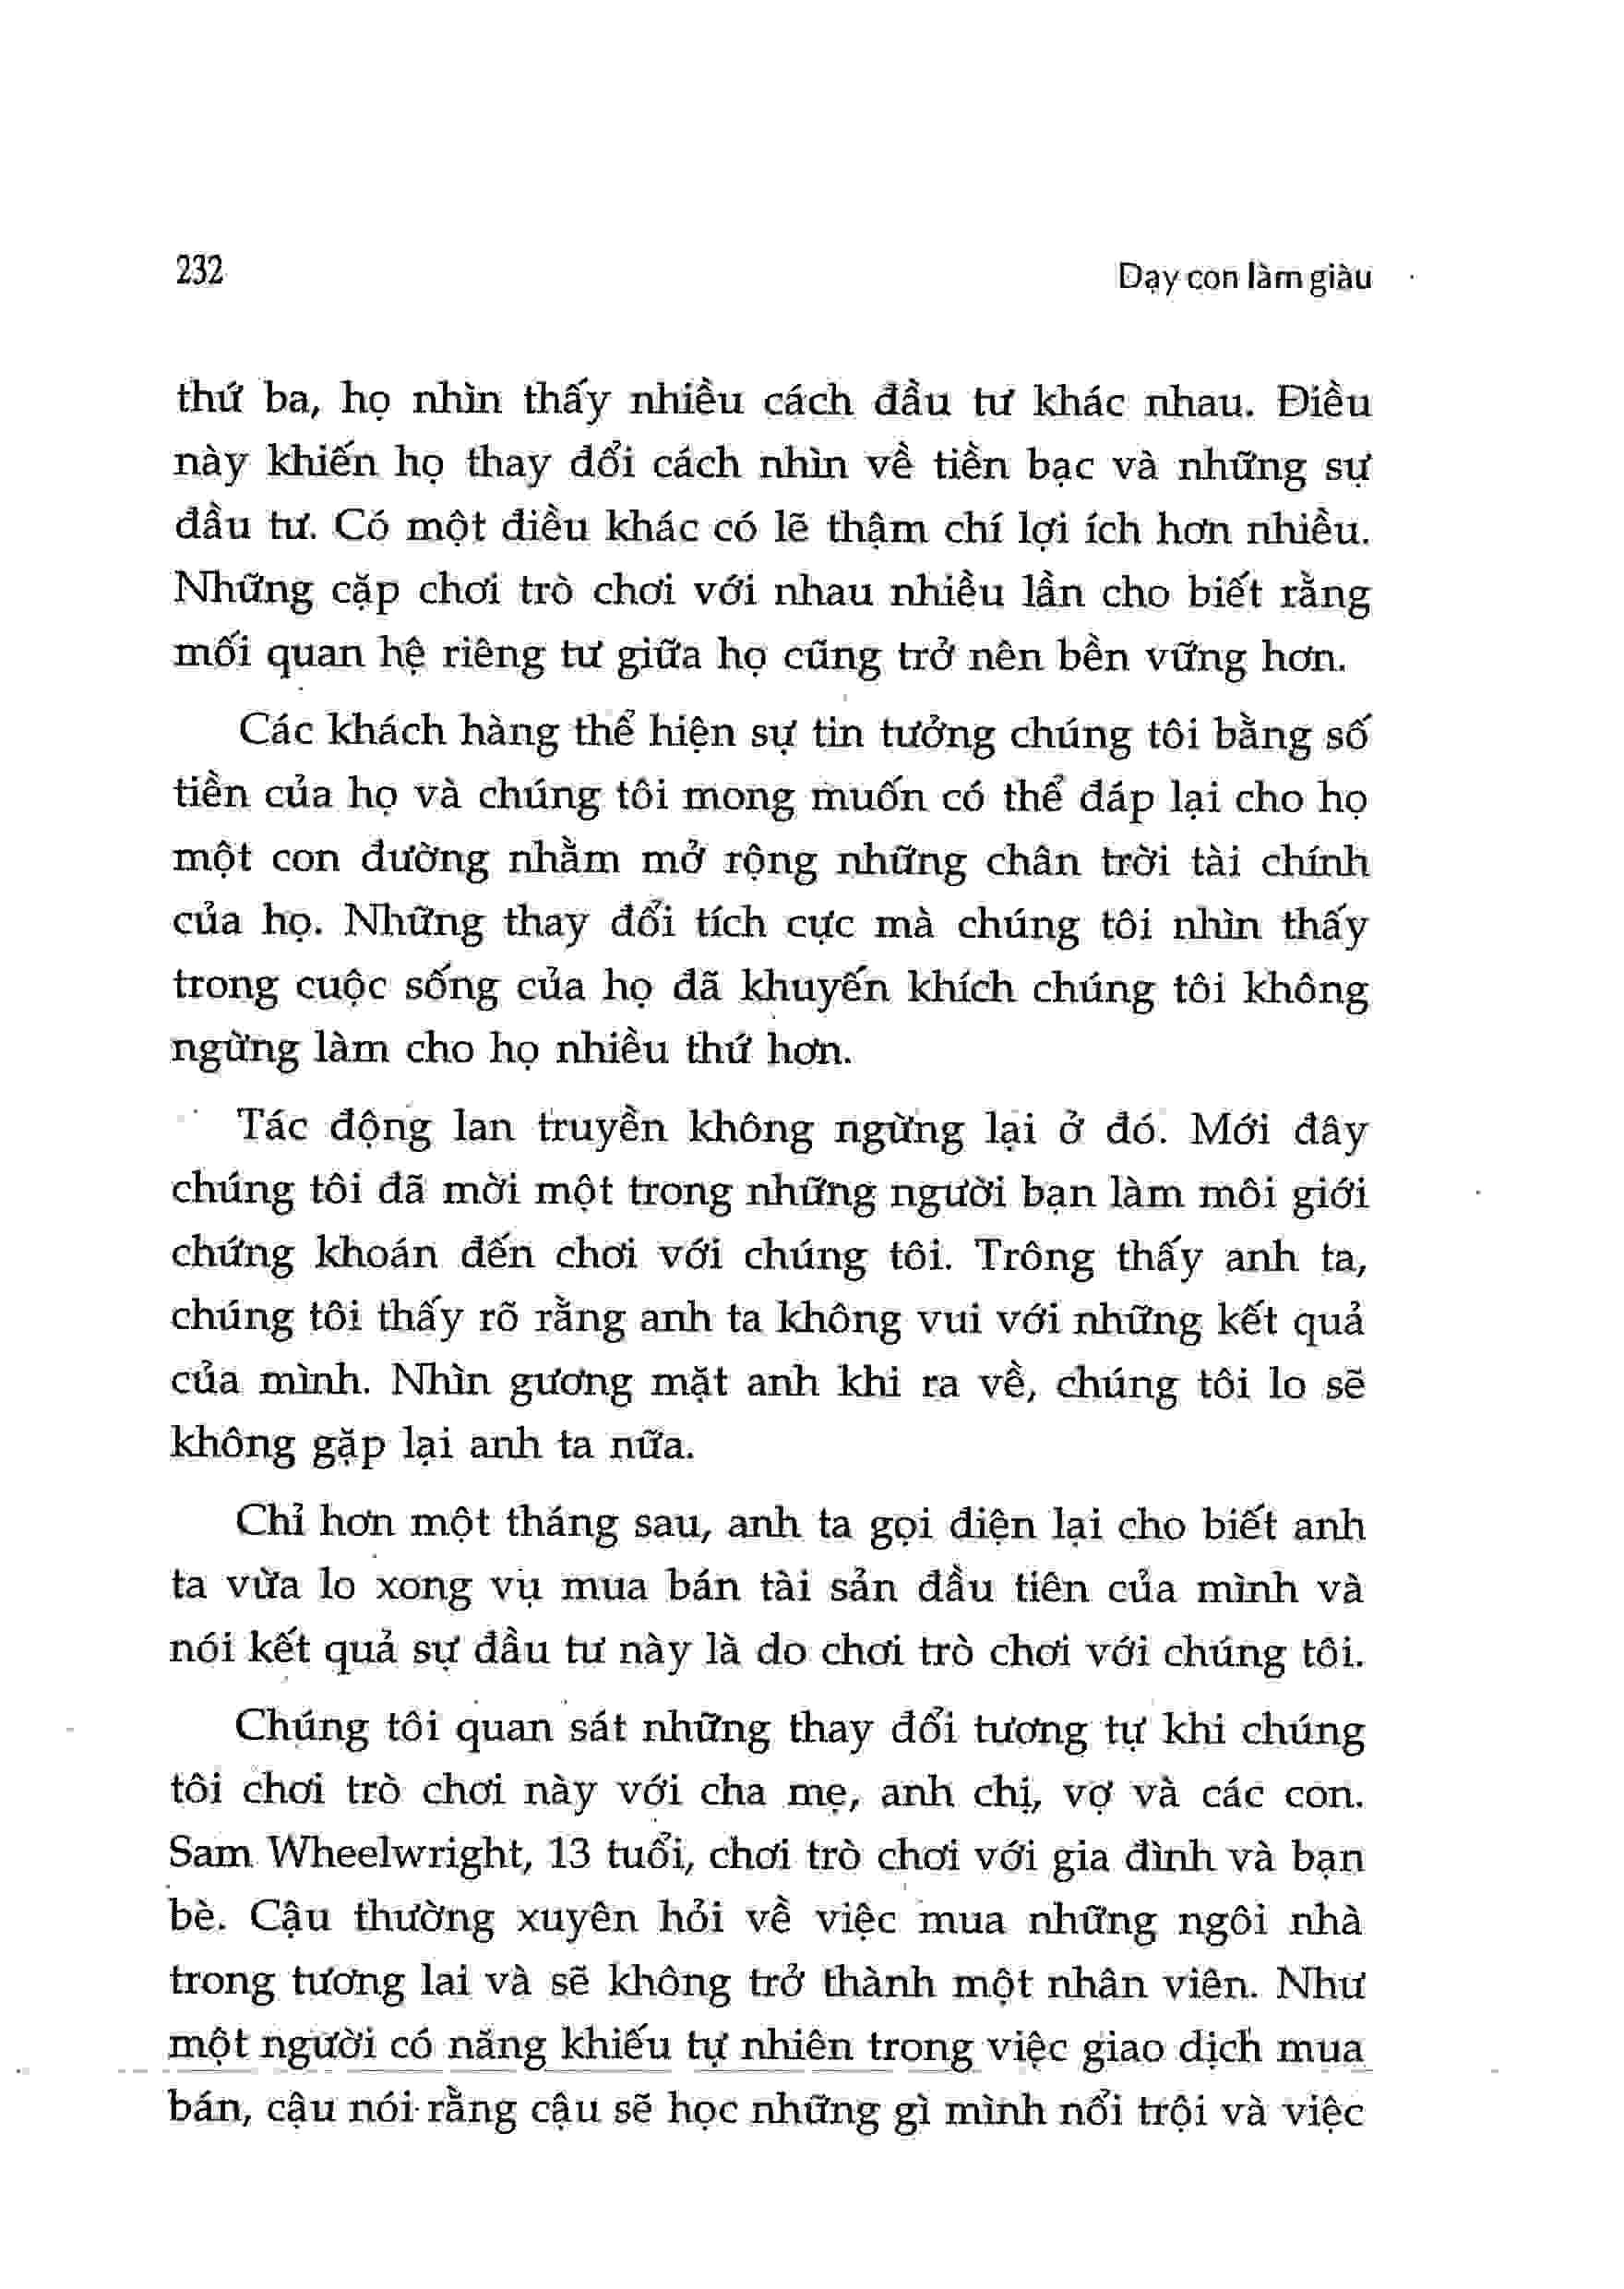 232
Dạy con làm giàu
thứ ba, họ nhìn thấy nhiều cách đầu tư khác nhau. Điều
này khiến họ thay đổi cách nhìn về tiền bạc và những sự
đầu tư. Có một điều khác có lẽ thậm chí lợi ích hơn nhiều.
Những cặp chơi trò chơi với nhau nhiều lần cho biết rằng
mối quan hệ riêng tư giữa họ cũng trở nên bền vững hơn.
Các khách hàng thể hiện sự tin tưởng chúng tôi bằng số
tiền của họ và chúng tôi mong muốn có thể đáp lại cho họ
một con đường nhằm mở rộng những chân trời tài chính
của họ. Những thay đổi tích cực mà chúng tôi nhìn thấy
trong cuộc sống của họ đã khuyến khích chúng tôi không
ngừng làm cho họ nhiều thứ hơn.
Tác động lan truyền không ngừng lại ở đó. Mới đây
chúng tôi đã mời một trong những người bạn làm môi giới
chứng khoán đến chơi với chúng tôi. Trông thấy anh ta,
chúng tôi thấy rõ rằng anh ta không vui với những kết quả
của mình. Nhìn gương mặt anh khi ra về, chúng tôi lo sẽ
không gặp lại anh ta nữa.
Chỉ hơn một tháng sau, anh ta gọi điện lại cho biết anh
ta vừa lo xong vụ mua bán tài sản đầu tiên của mình và
nói kết quả sự đầu tư này là do chơi trò chơi với chúng tôi.
Chúng tôi quan sát những thay đổi tương tự khi chúng
tôi chơi trò chơi này với cha mẹ, anh chị, vợ và các con.
Sam Wheelwright, 13 tuổi, chơi trò chơi với gia đình và bạn
bè. Cậu thường xuyên hỏi về việc mua những ngôi nhà
trong tương lai và sẽ không trở thành một nhân viên. Như
một người có năng khiếu tự nhiên trong việc giao dịch mua
bán, cậu nói rằng cậu sẽ học những gì mình nổi trội và việc